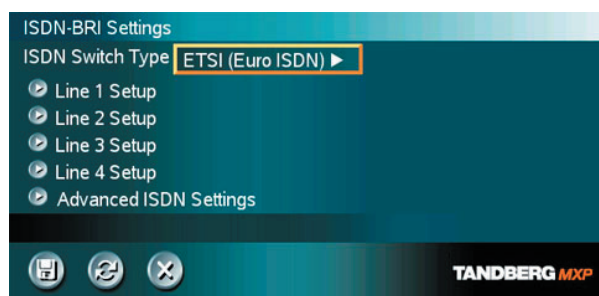 ISDN-BRI Settings
ISDN Switch Type ETSI (Euro ISDN)
Line 1 Setup
Line 2 Setup
Line 3 Setup
Line 4 Setup
Advanced ISDN Settings
TANDBERG MXP